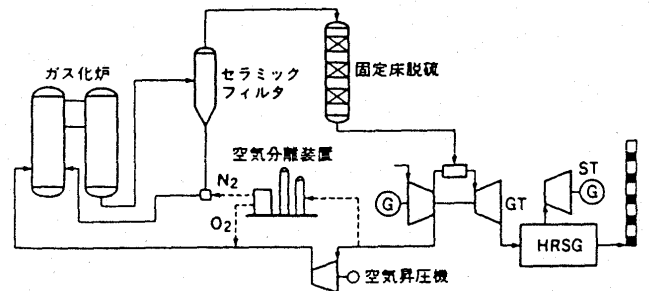 ガス化炉
セラミック
フィルタ
固定床脱硫
空気分離装置
N2
O2
G
GT
ST
G
HRSG
空気昇圧機